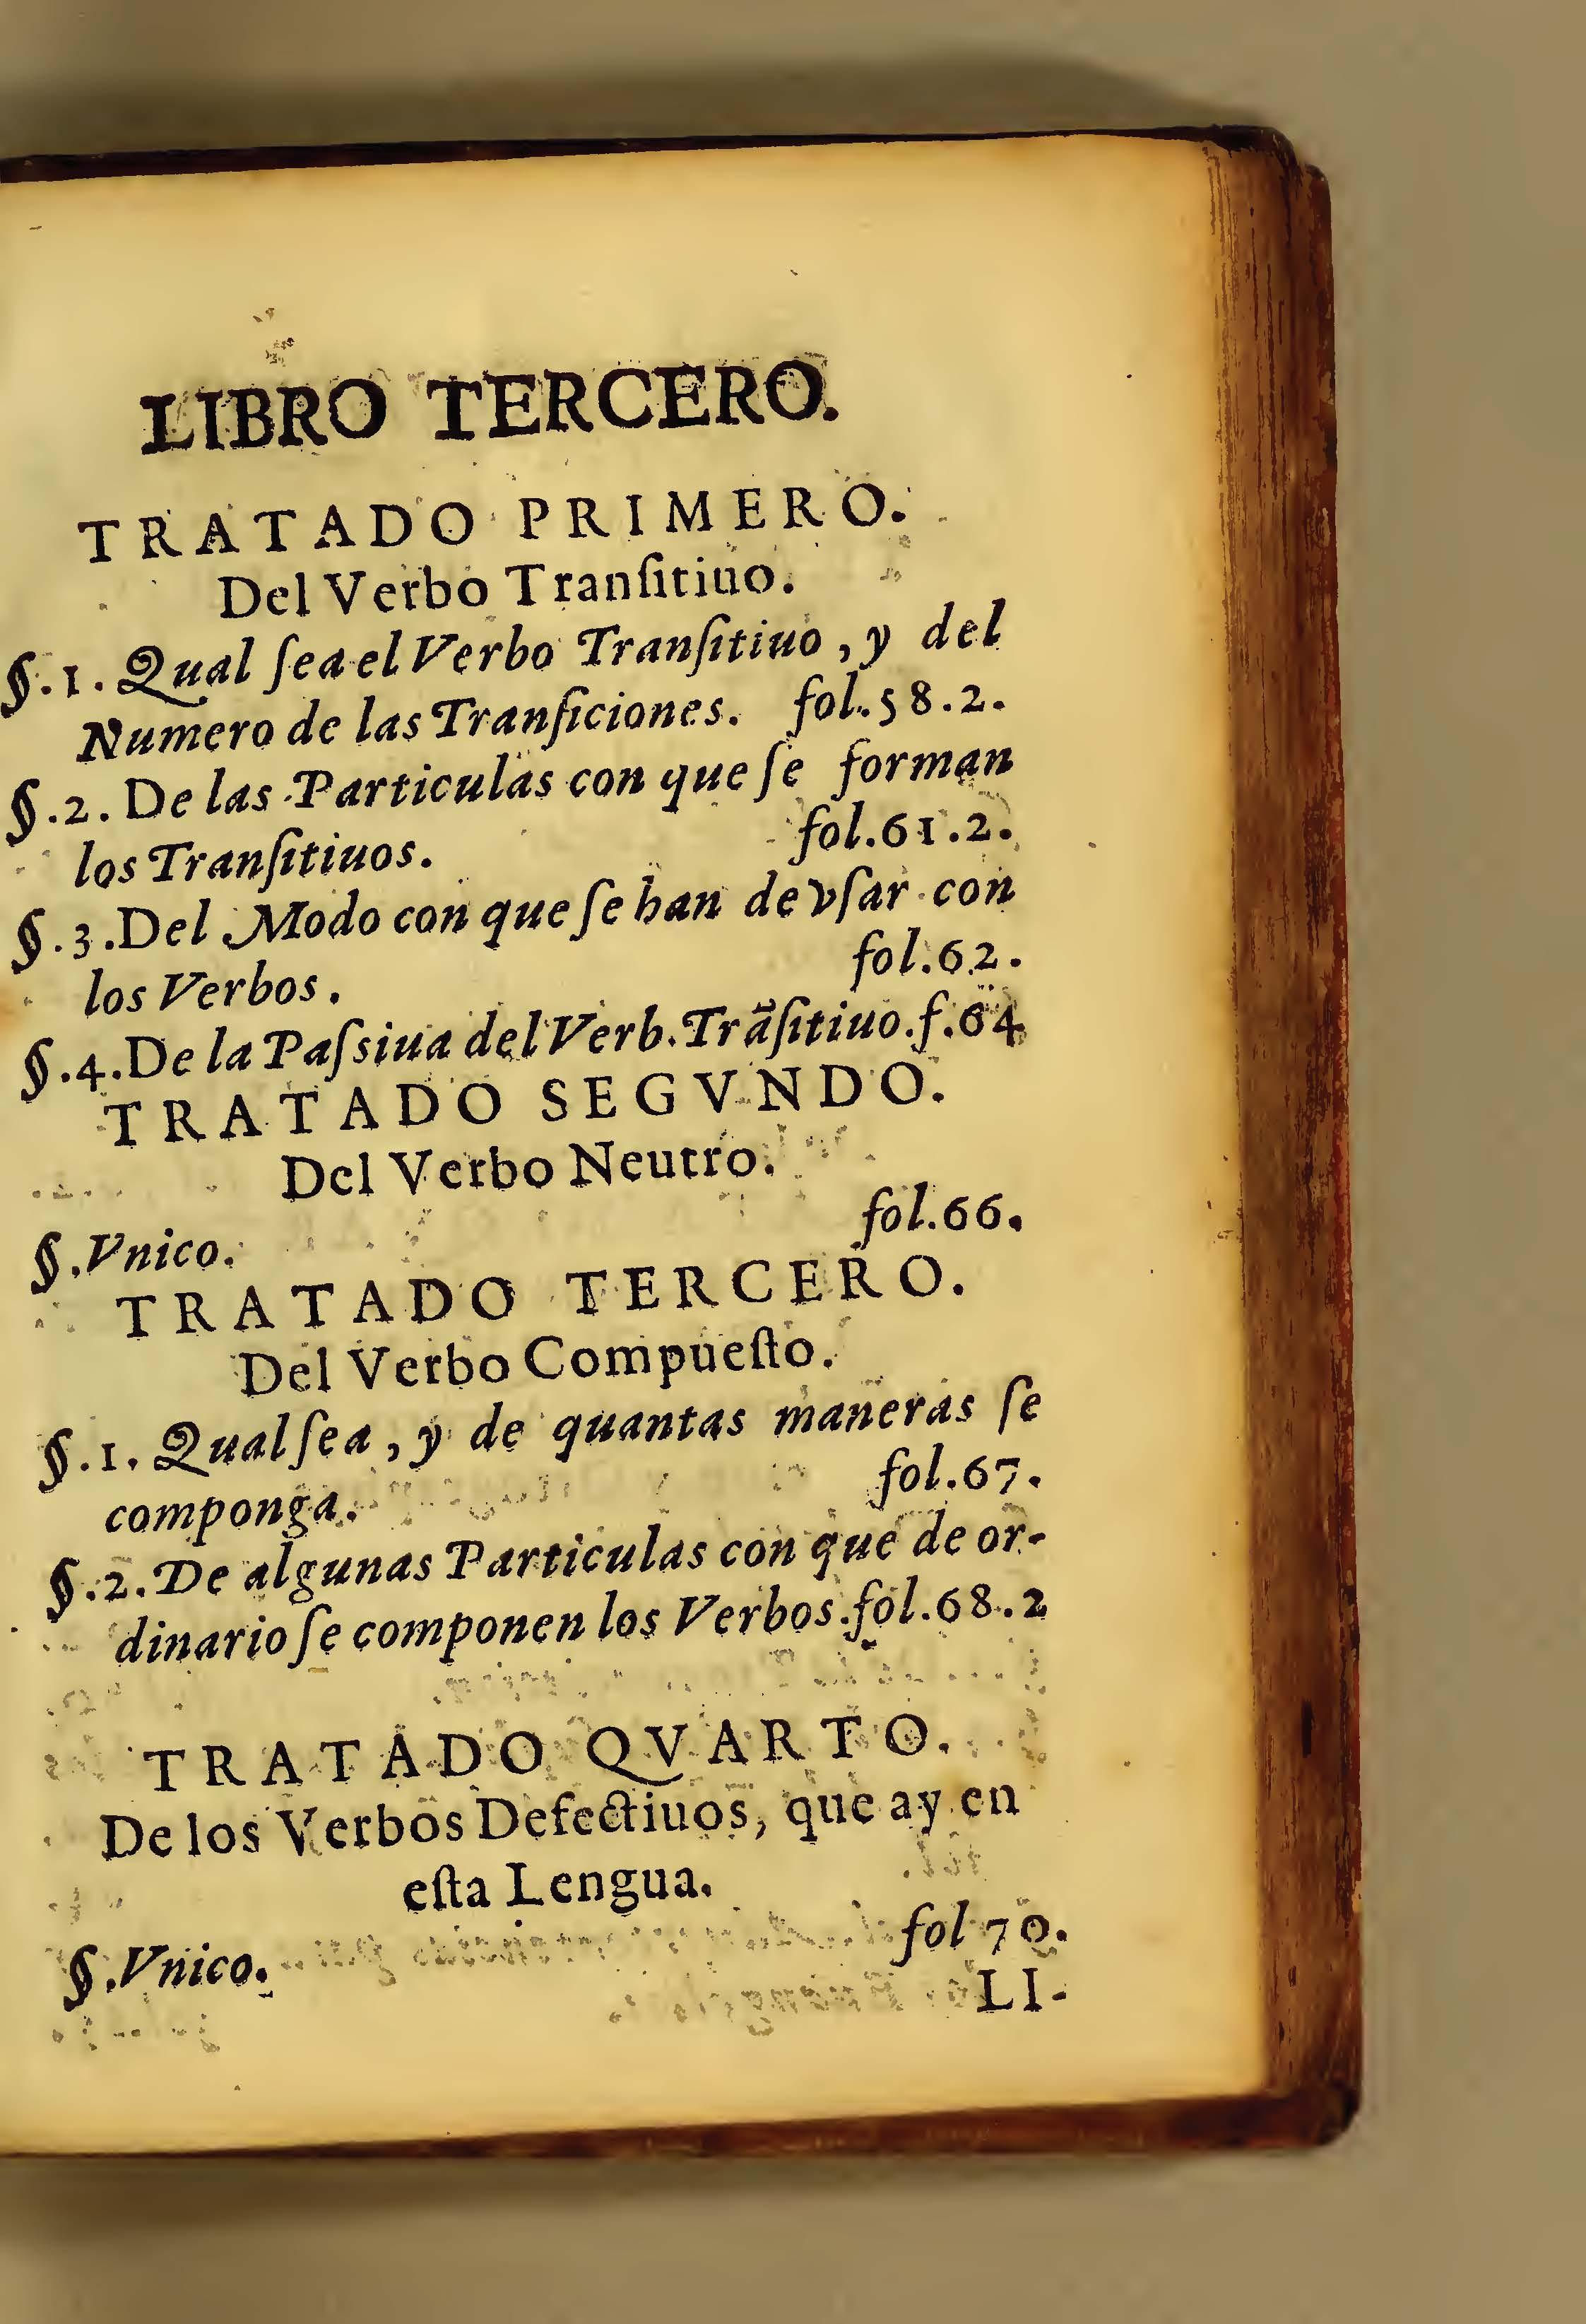 LIBRO TERCERO.
TRATADO PRIMERO.
Del Verbo Tranſitiuo.
§.1. Qual ſea el Verbo Tranſitiuo, y del
Numero de las Tranſiciones. fol.58.2.
§.2. De las Particulas con que ſe forman
los Tranſitiuos. fol.61.2.
§.3.Del Modo con que ſe han de vſar con
los Verbos. fol.62.
§.4.De la Paſsiua del Verb.Trãſitiuo.f.64
TRATADO SEGVNDO.
Del Verbo Neutro.
§.Vnico. fol.66.
TRATADO TERCERO.
Del Verbo Compueſto.
§.1. Qual ſea, y de quantas maneras ſe
componga. fol.67.
§.2.De algunas Particulas con que de or-
dinario ſe componen los Verbos.fol.68.2
TRATADO QVARTO.
De los Verbos Defectiuos, que ay en
eſta Lengua.
§.Vnico. fol 70.
LI-